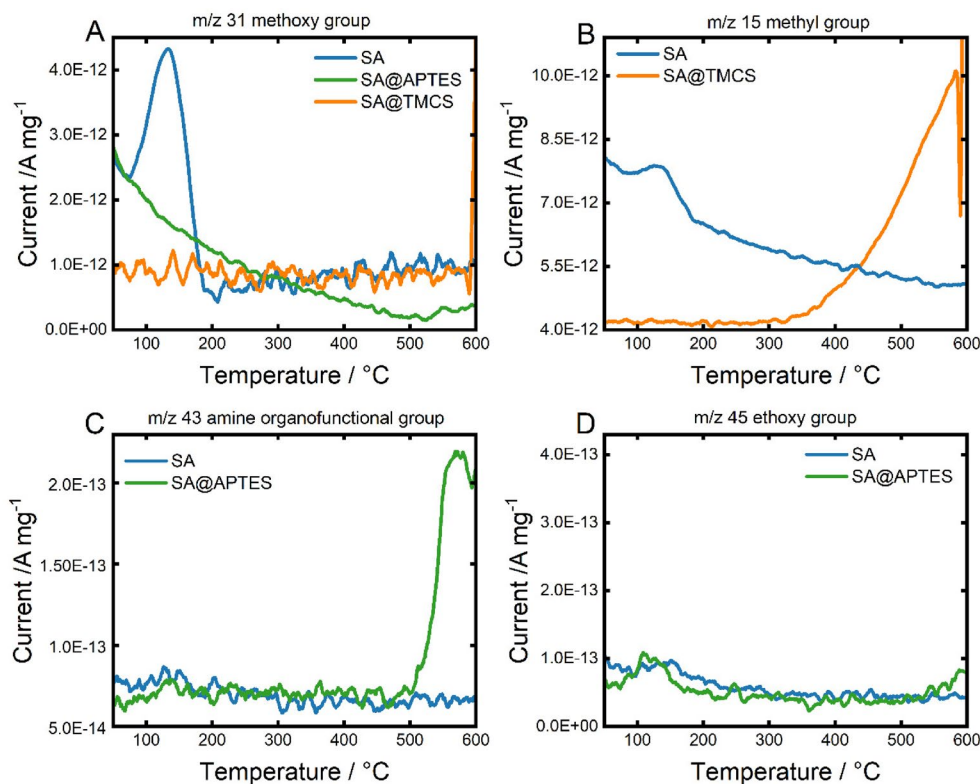 m/z 31 methoxy group
A
SA
SA@APTES
SA@TMCS
4.0E-12
3.0E-12
2.0E-12
1.0E-12
0.0E+00
Current /A mg-1
100 200 300 400 500 600
Temperature / °C
m/z 15 methyl group
B
SA
SA@TMCS
10.0E-12
8.5E-12
7.0E-12
5.5E-12
4.0E-12
Current /A mg-1
100 200 300 400 500 600
Temperature / °C
m/z 43 amine organofunctional group
C
SA
SA@APTES
2.0E-13
1.50E-13
1.0E-13
5.0E-14
Current /A mg-1
100 200 300 400 500 600
Temperature / °C
m/z 45 ethoxy group
D
SA
SA@APTES
4.0E-13
3.0E-13
2.0E-13
1.0E-13
0.0E+00
Current /A mg-1
100 200 300 400 500 600
Temperature / °C